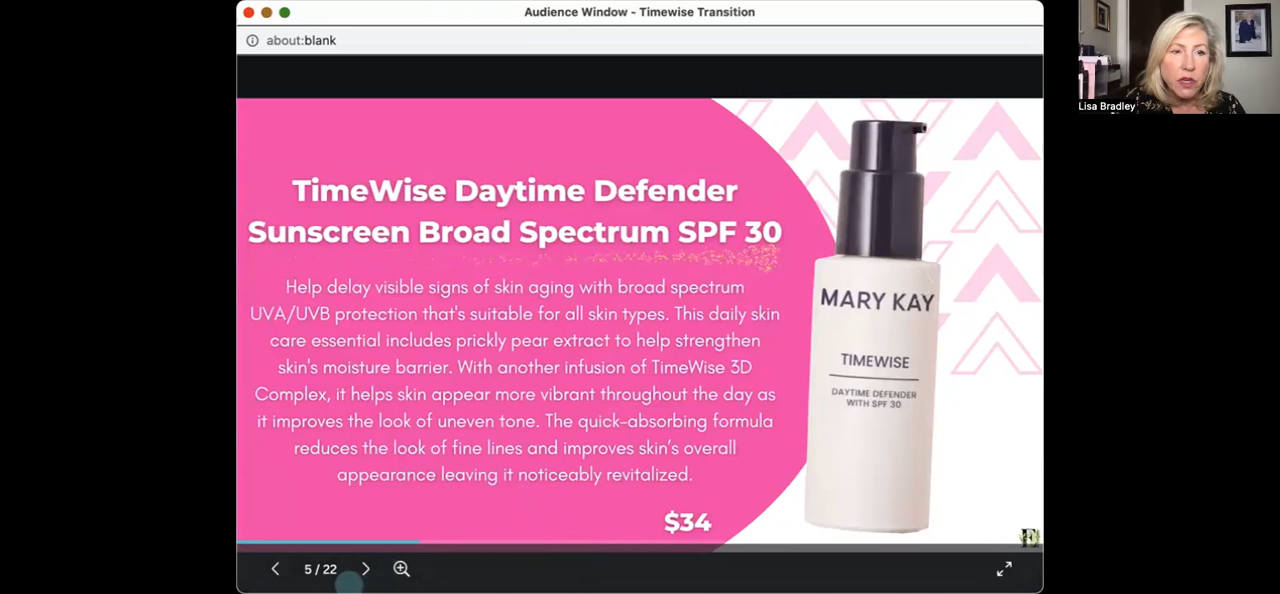 Audience Window - Timewise Transition
about:blank
Lisa Bradley
TimeWise Daytime Defender
Sunscreen Broad Spectrum SPF 30
Help delay visible signs of skin aging with broad spectrum
UVA/UVB protection that's suitable for all skin types. This daily skin
care essential includes prickly pear extract to help strengthen
skin's moisture barrier. With another infusion of TimeWise 3D
Complex, it helps skin appear more vibrant throughout the day as
it improves the look of uneven tone. The quick-absorbing formula
reduces the look of fine lines and improves skin's overall
appearance leaving it noticeably revitalized.
$34
MARY KAY
TIMEWISE
DAYTIME DEFENDER
WITH SPF 30
5 / 22